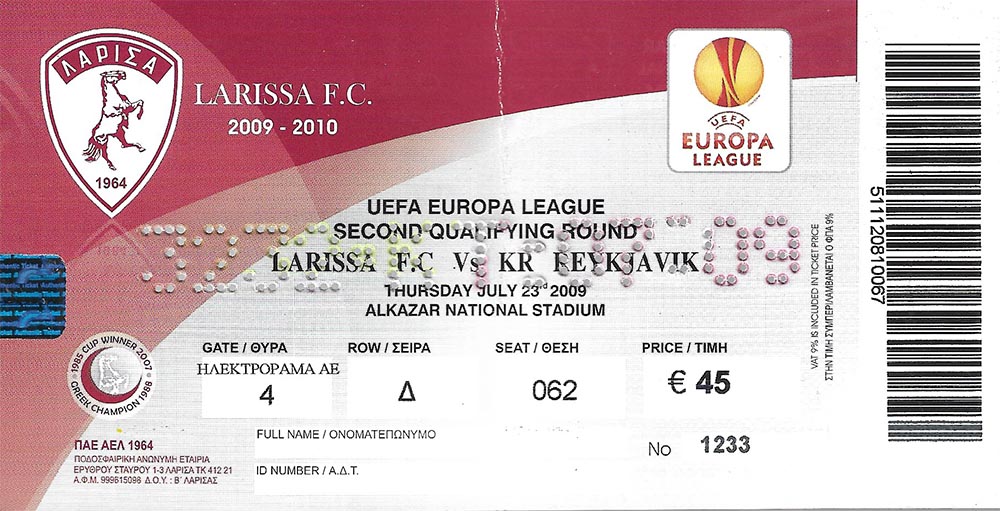 ΛΑΡΙΣΑ
1964
LARISSA F.C.
2009 - 2010
UEFA
EUROPA
LEAGUE
UEFA EUROPA LEAGUE
SECOND QUALIFYING ROUND
LARISSA F.C Vs KR REYKJAVIK
THURSDAY JULY 23rd 2009
ALKAZAR NATIONAL STADIUM
GATE / ΘΥΡΑ
ΗΛΕΚΤΡΟΡΑΜΑ ΑΕ
4
ROW / ΣΕΙΡΑ
Δ
SEAT / ΘΕΣΗ
062
PRICE / ΤΙΜΗ
€ 45
1985 CUP WINNER 2007
GREEK CHAMPION 1988
ΠΑΕ ΑΕΛ 1964
ΠΟΔΟΣΦΑΙΡΙΚΗ ΑΝΩΝΥΜΗ ΕΤΑΙΡΙΑ
ΕΡΥΘΡΟΥ ΣΤΑΥΡΟΥ 1-3 ΛΑΡΙΣΑ ΤΚ 412 21
Α.Φ.Μ. 999615098 Δ.Ο.Υ. : Β΄ ΛΑΡΙΣΑΣ
FULL NAME / ΟΝΟΜΑΤΕΠΩΝΥΜΟ
ID NUMBER / Α.Δ.Τ.
No 1233
VAT 9% IS INCLUDED IN TICKET PRICE
ΣΤΗΝ ΤΙΜΗ ΣΥΜΠΕΡΙΛΑΜΒΑΝΕΤΑΙ Ο ΦΠΑ 9%
511120810067